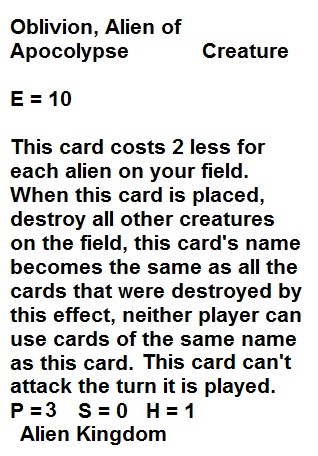 Oblivion, Alien of
Apocolypse Creature
E = 10
This card costs 2 less for
each alien on your field.
When this card is placed,
destroy all other creatures
on the field, this card's name
becomes the same as all the
cards that were destroyed by
this effect, neither player can
use cards of the same name
as this card. This card can't
attack the turn it is played.
P = 3 S = 0 H = 1
Alien Kingdom